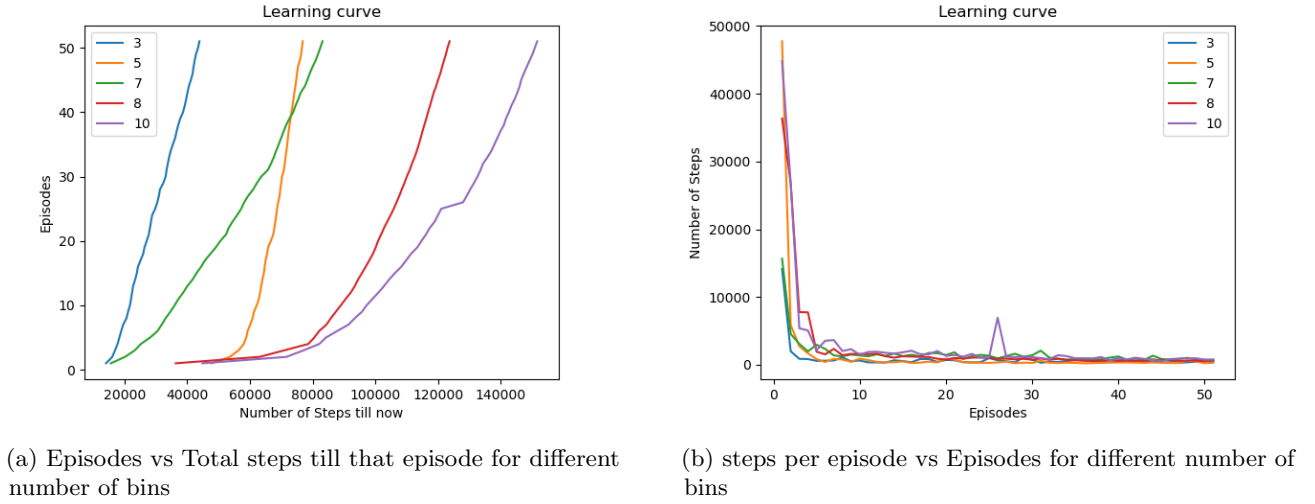 Learning curve
50
40
30
20
10
0
Episodes
3
5
7
8
10
20000 40000 60000 80000 100000 120000 140000
Number of Steps till now
(a) Episodes vs Total steps till that episode for different
number of bins
Learning curve
50000
40000
30000
20000
10000
0
Number of Steps
3
5
7
8
10
0 10 20 30 40 50
Episodes
(b) steps per episode vs Episodes for different number of
bins